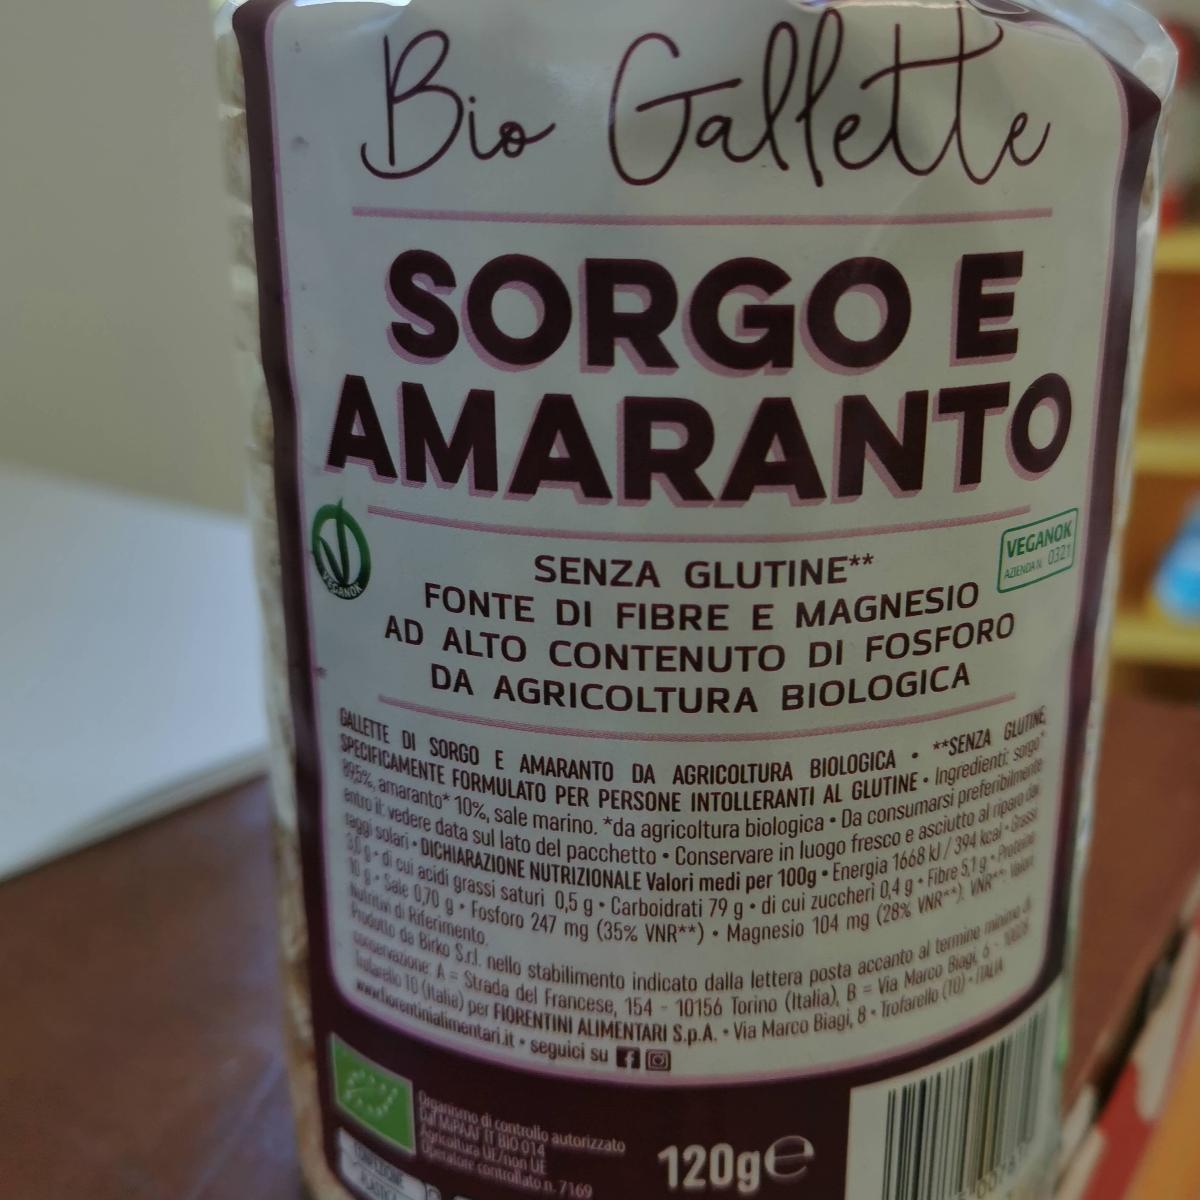 Bio Gallette
SORGO E
AMARANTO
VEGANOK
VEGANOK
AZIENDA N. 0321
SENZA GLUTINE**
FONTE DI FIBRE E MAGNESIO
AD ALTO CONTENUTO DI FOSFORO
DA AGRICOLTURA BIOLOGICA
GALLETTE DI SORGO E AMARANTO DA AGRICOLTURA BIOLOGICA • **SENZA GLUTINE,
SPECIFICAMENTE FORMULATO PER PERSONE INTOLLERANTI AL GLUTINE • Ingredienti: sorgo*
89,5%, amaranto* 10%, sale marino. *da agricoltura biologica • Da consumarsi preferibilmente
entro il: vedere data sul lato del pacchetto • Conservare in luogo fresco e asciutto al riparo dai
raggi solari • DICHIARAZIONE NUTRIZIONALE Valori medi per 100g • Energia 1668 kJ / 394 kcal • Grassi
3,0 g • di cui acidi grassi saturi 0,5 g • Carboidrati 79 g • di cui zuccheri 0,4 g • Fibre 5,1 g • Proteine
10 g • Sale 0,70 g • Fosforo 247 mg (35% VNR**) • Magnesio 104 mg (28% VNR**). VNR**: Valori
Nutritivi di Riferimento.
Prodotto da Birko S.r.l. nello stabilimento indicato dalla lettera posta accanto al termine minimo di
conservazione: A = Strada del Francese, 154 - 10156 Torino (Italia), B = Via Marco Biagi, 6 - 10028
Trofarello TO (Italia) per FIORENTINI ALIMENTARI S.p.A. • Via Marco Biagi, 8 • Trofarello (TO) • ITALIA
www.fiorentinialimentari.it • seguici su
Organismo di controllo autorizzato
Dal MiPAAF IT BIO 014
Agricoltura UE/non UE
Operatore controllato n. 7169
120g e